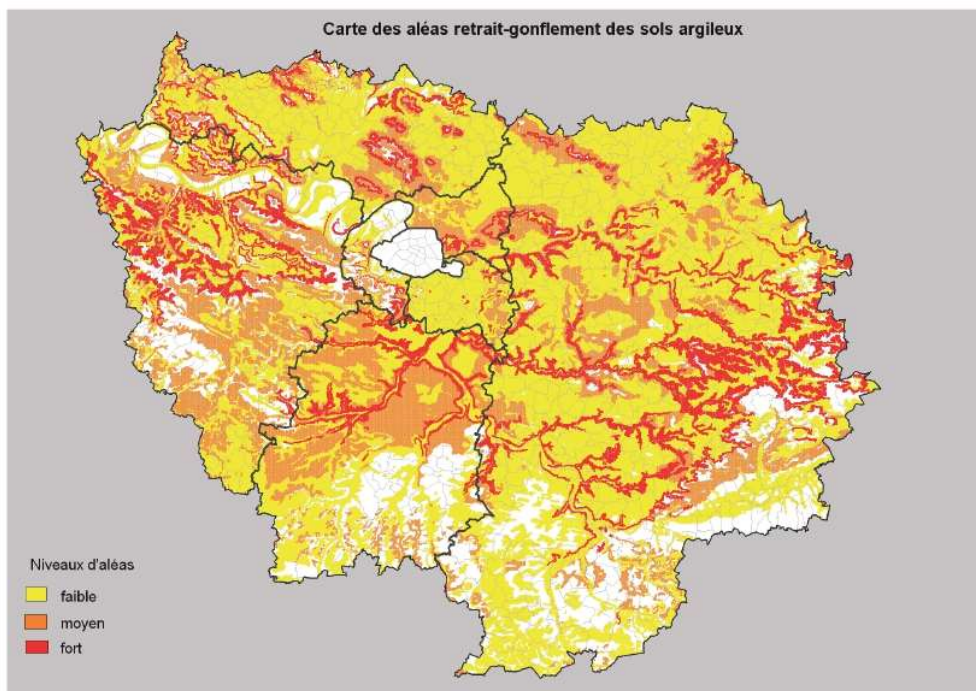 Carte des aléas retrait-gonflement des sols argileux
Niveaux d'aléas
faible
moyen
fort